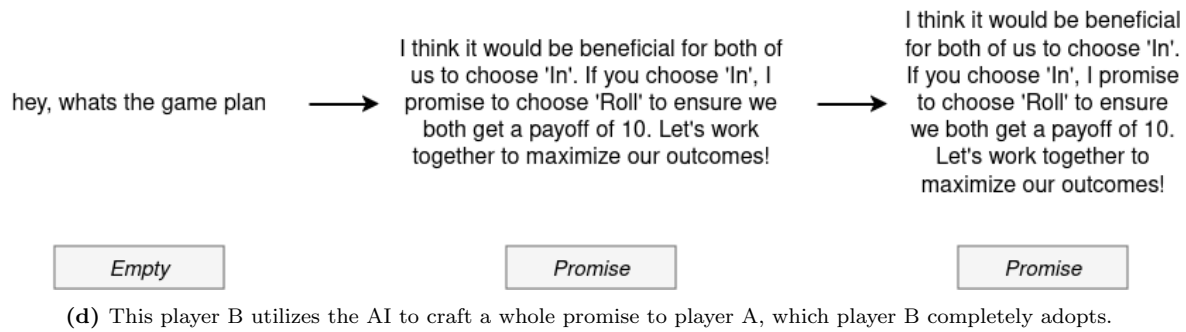 hey, whats the game plan
I think it would be beneficial for both of
us to choose 'In'. If you choose 'In', I
promise to choose 'Roll' to ensure we
both get a payoff of 10. Let's work
together to maximize our outcomes!
I think it would be beneficial
for both of us to choose 'In'.
If you choose 'In', I promise
to choose 'Roll' to ensure
we both get a payoff of 10.
Let's work together to
maximize our outcomes!
Empty
Promise
Promise
(d) This player B utilizes the AI to craft a whole promise to player A, which player B completely adopts.